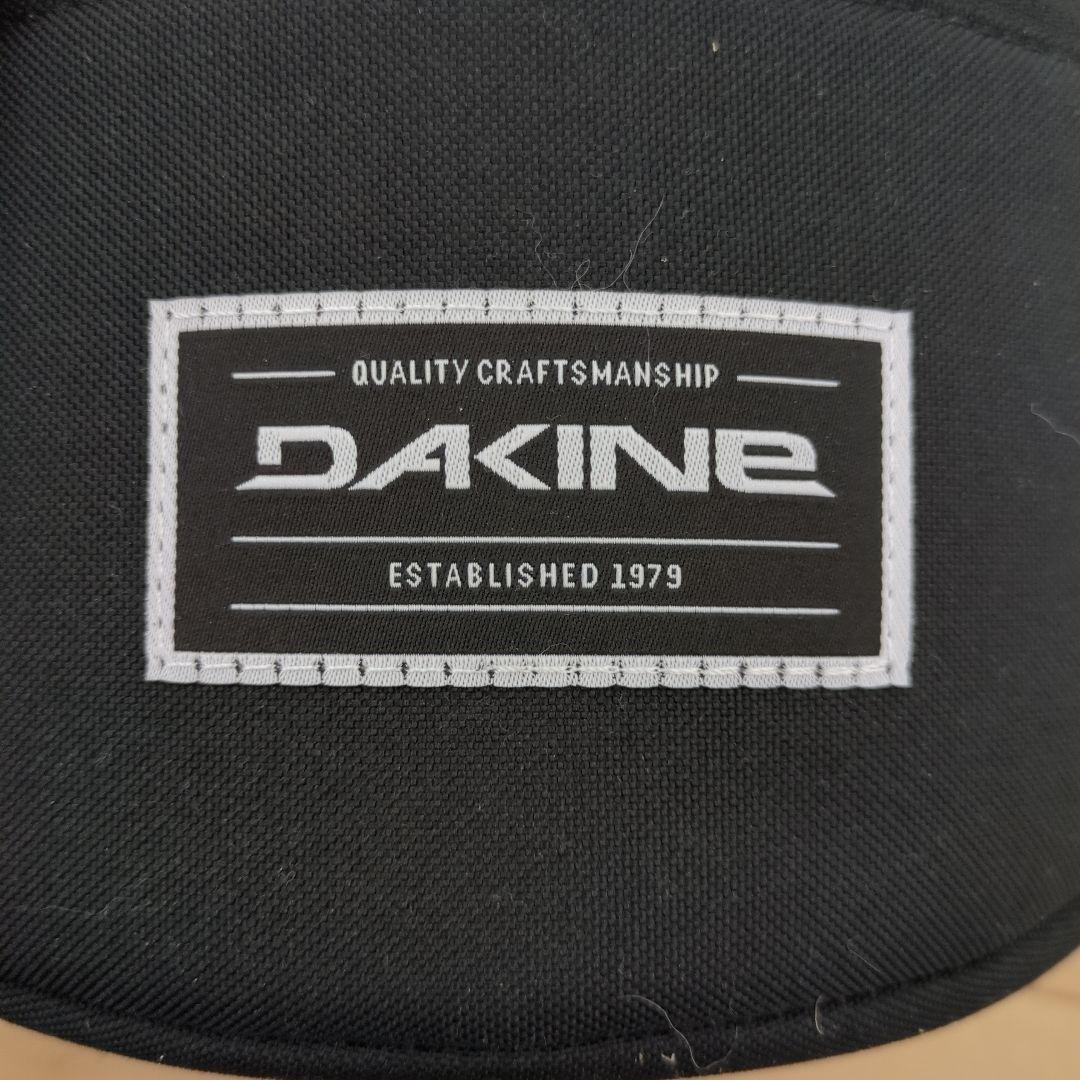 QUALITY CRAFTSMANSHIP
DAKINE
ESTABLISHED 1979